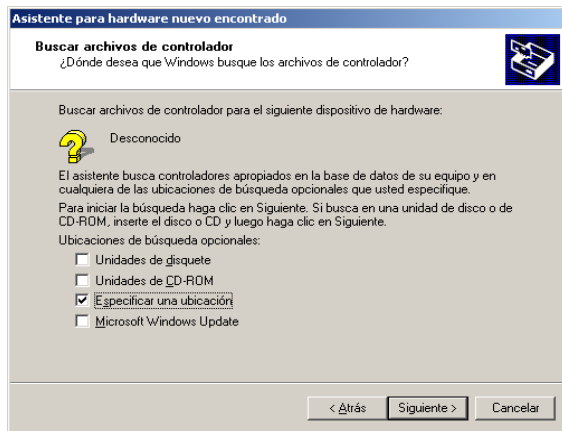 Asistente para hardware nuevo encontrado
Buscar archivos de controlador
¿Dónde desea que Windows busque los archivos de controlador?
Buscar archivos de controlador para el siguiente dispositivo de hardware:
Desconocido
El asistente busca controladores apropiados en la base de datos de su equipo y en
cualquiera de las ubicaciones de búsqueda opcionales que usted especifique.
Para iniciar la búsqueda haga clic en Siguiente. Si busca en una unidad de disco o de
CD-ROM, inserte el disco o CD y luego haga clic en Siguiente.
Ubicaciones de búsqueda opcionales:
Unidades de disquete
Unidades de CD-ROM
Especificar una ubicación
Microsoft Windows Update
< Atrás Siguiente > Cancelar